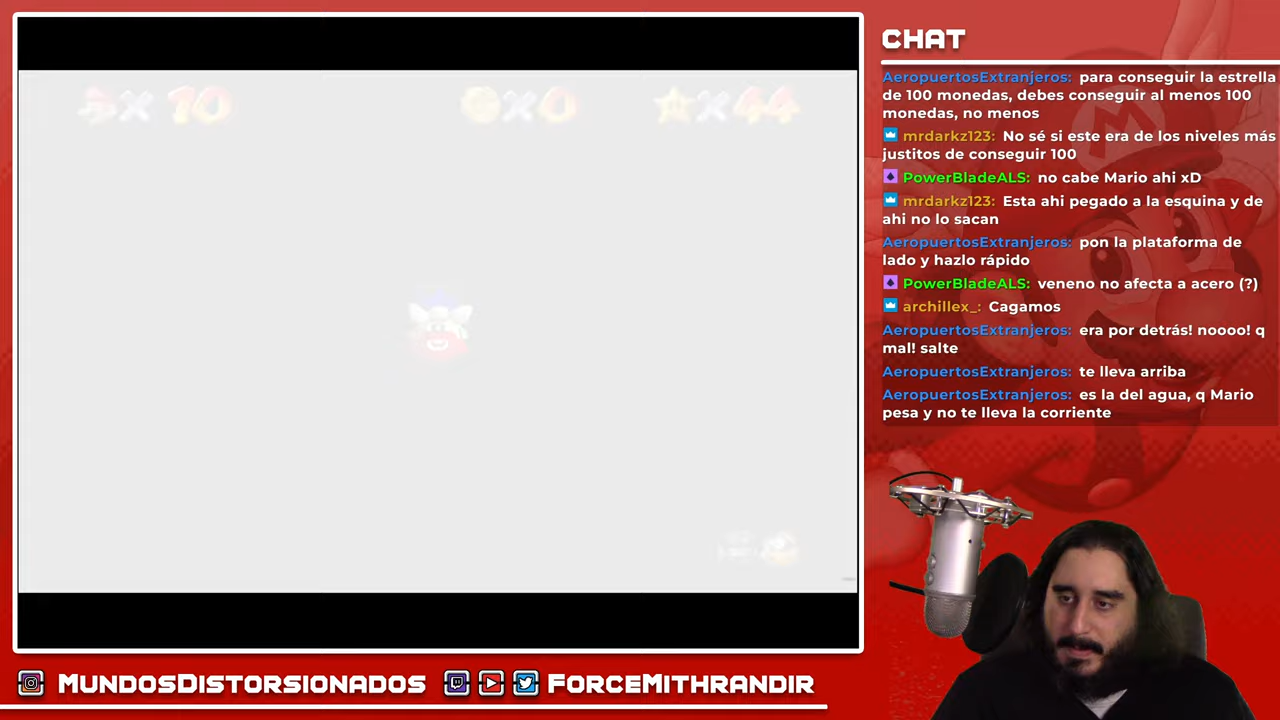 x 10
x 0
x 44
CHAT
AeropuertosExtranjeros: para conseguir la estrella
de 100 monedas, debes conseguir al menos 100
monedas, no menos
mrdarkz123: No sé si este era de los niveles más
justitos de conseguir 100
PowerBladeALS: no cabe Mario ahi xD
mrdarkz123: Esta ahi pegado a la esquina y de
ahi no lo sacan
AeropuertosExtranjeros: pon la plataforma de
lado y hazlo rápido
PowerBladeALS: veneno no afecta a acero (?)
archillex_: Cagamos
AeropuertosExtranjeros: era por detrás! noooo! q
mal! salte
AeropuertosExtranjeros: te lleva arriba
AeropuertosExtranjeros: es la del agua, q Mario
pesa y no te lleva la corriente
MUNDOSDISTORSIONADOS
FORCEMITHRANDIR